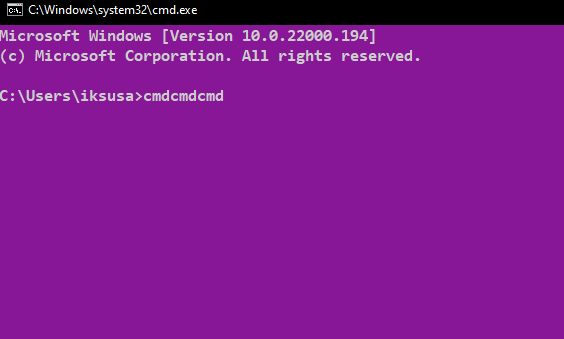 C:\Windows\system32\cmd.exe
Microsoft Windows [Version 10.0.22000.194]
(c) Microsoft Corporation. All rights reserved.
C:\Users\iksusa>cmdcmdcmd